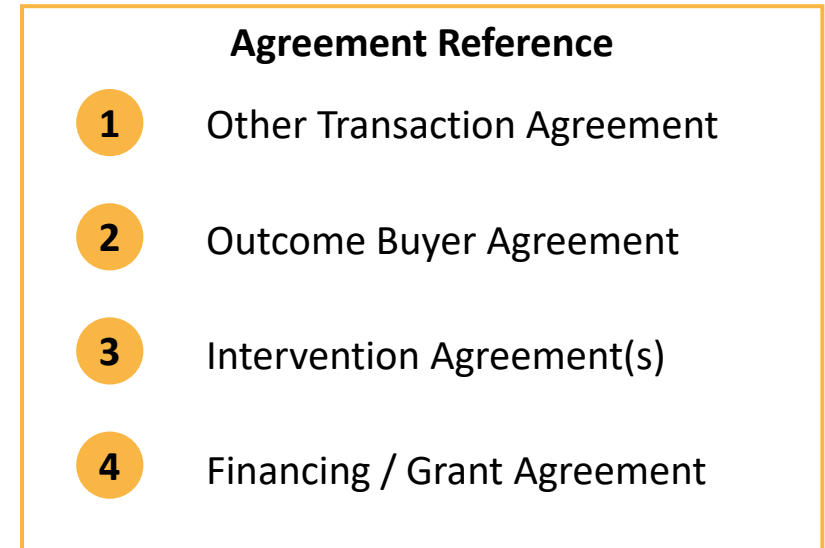 Agreement Reference
1 Other Transaction Agreement
2 Outcome Buyer Agreement
3 Intervention Agreement(s)
4 Financing / Grant Agreement